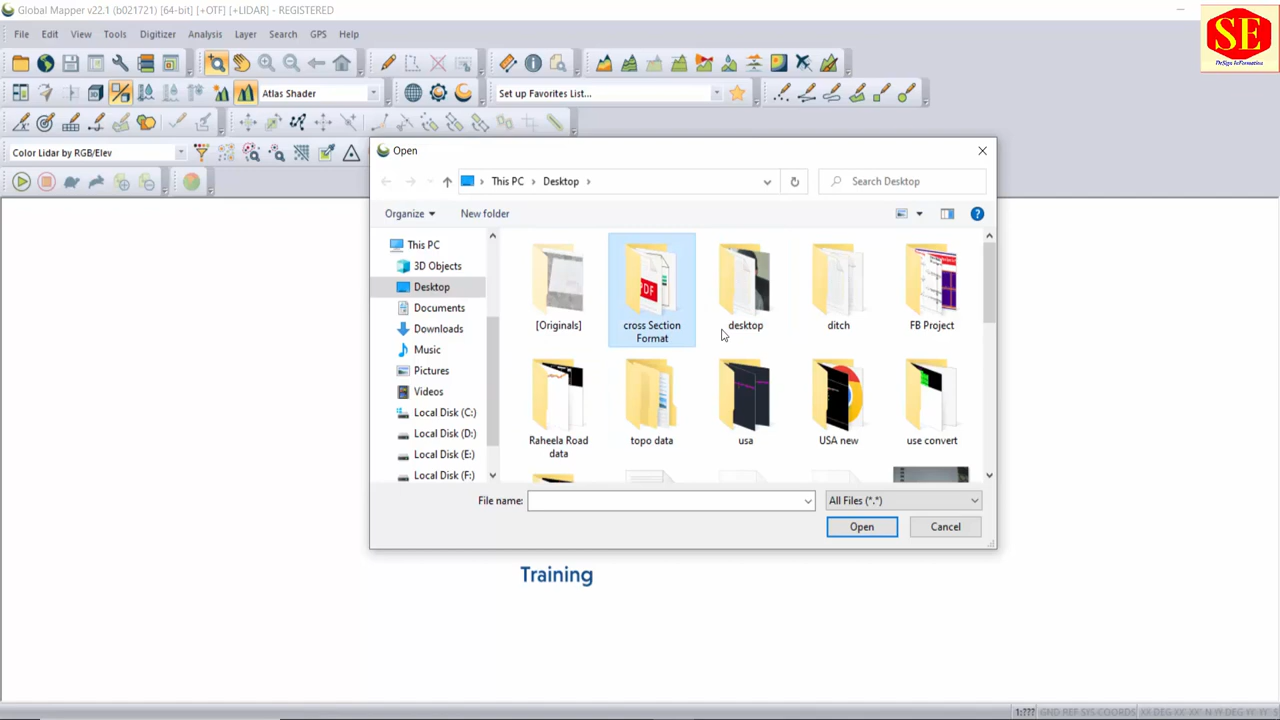 Global Mapper v22.1 (b021721) [64-bit] [+OTF] [+LIDAR] - REGISTERED
SE
DeSign InFormation
File Edit View Tools Digitizer Analysis Layer Search GPS Help
Atlas Shader
Set up Favorites List...
Color Lidar by RGB/Elev
Open
This PC > Desktop >
Search Desktop
Organize
New folder
This PC
3D Objects
Desktop
Documents
Downloads
Music
Pictures
Videos
Local Disk (C:)
Local Disk (D:)
Local Disk (E:)
Local Disk (F:)
[Originals]
PDF
cross Section
Format
desktop
ditch
FB Project
Raheela Road
data
topo data
usa
USA new
use convert
File name:
All Files (*.*)
Open
Cancel
Training
1:???